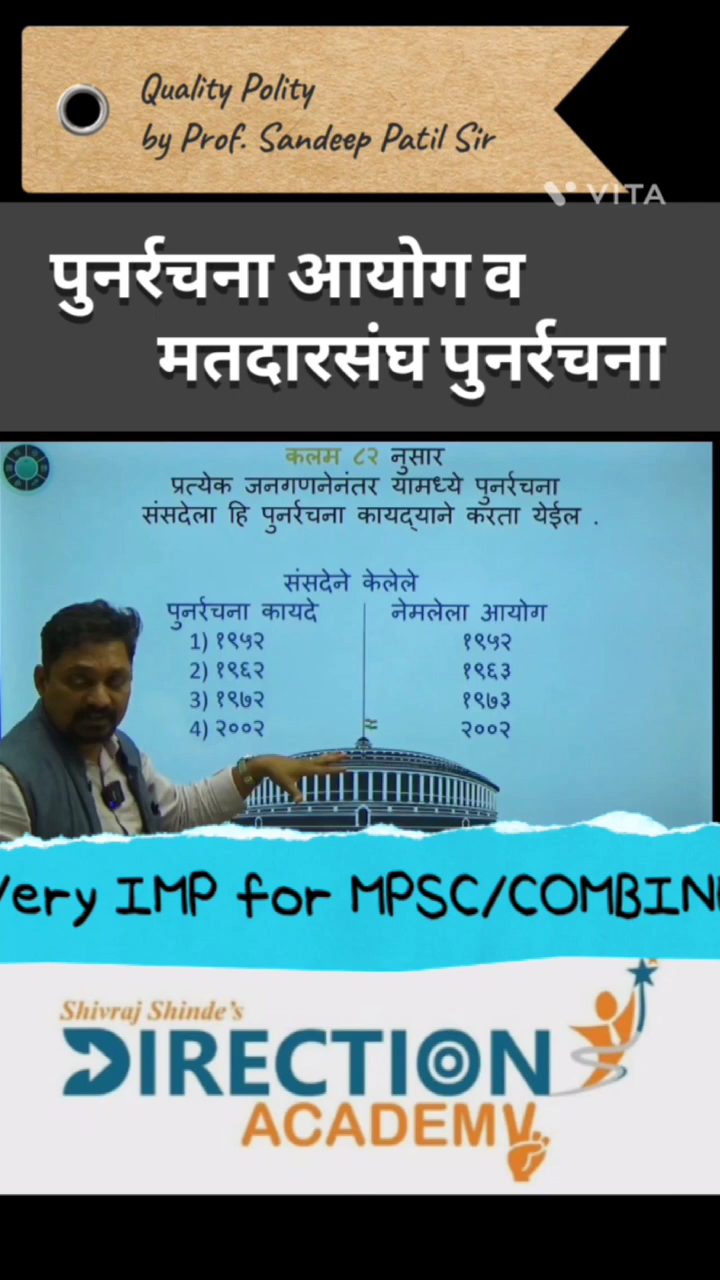 Quality Polity
by Prof. Sandeep Patil Sir
VITA
पुनर्रचना आयोग व
मतदारसंघ पुनर्रचना
कलम ८२ नुसार
प्रत्येक जनगणनेनंतर यामध्ये पुनर्रचना
संसदेला हि पुनर्रचना कायद्याने करता येईल .
संसदेने केलेले
पुनर्रचना कायदे नेमलेला आयोग
1) १९५२ १९५२
2) १९६२ १९६३
3) १९७२ १९७३
4) २००२ २००२
Very IMP for MPSC/COMBIN
Shivraj Shinde's
DIRECTION
ACADEMY